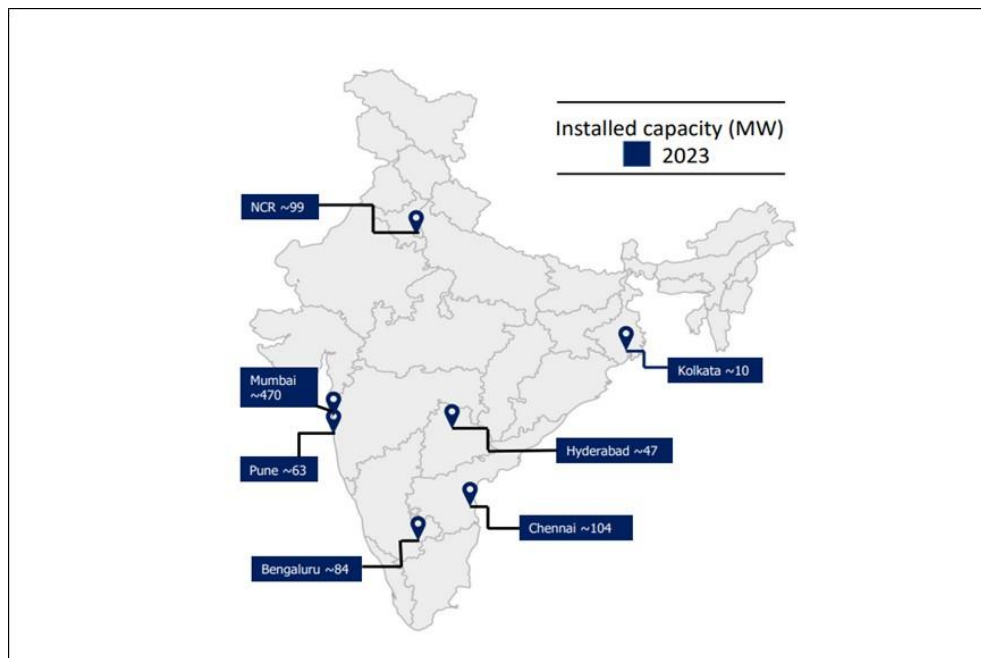 Installed capacity (MW)
2023
NCR ~99
Kolkata ~10
Mumbai
~470
Hyderabad ~47
Pune ~63
Chennai ~104
Bengaluru ~84